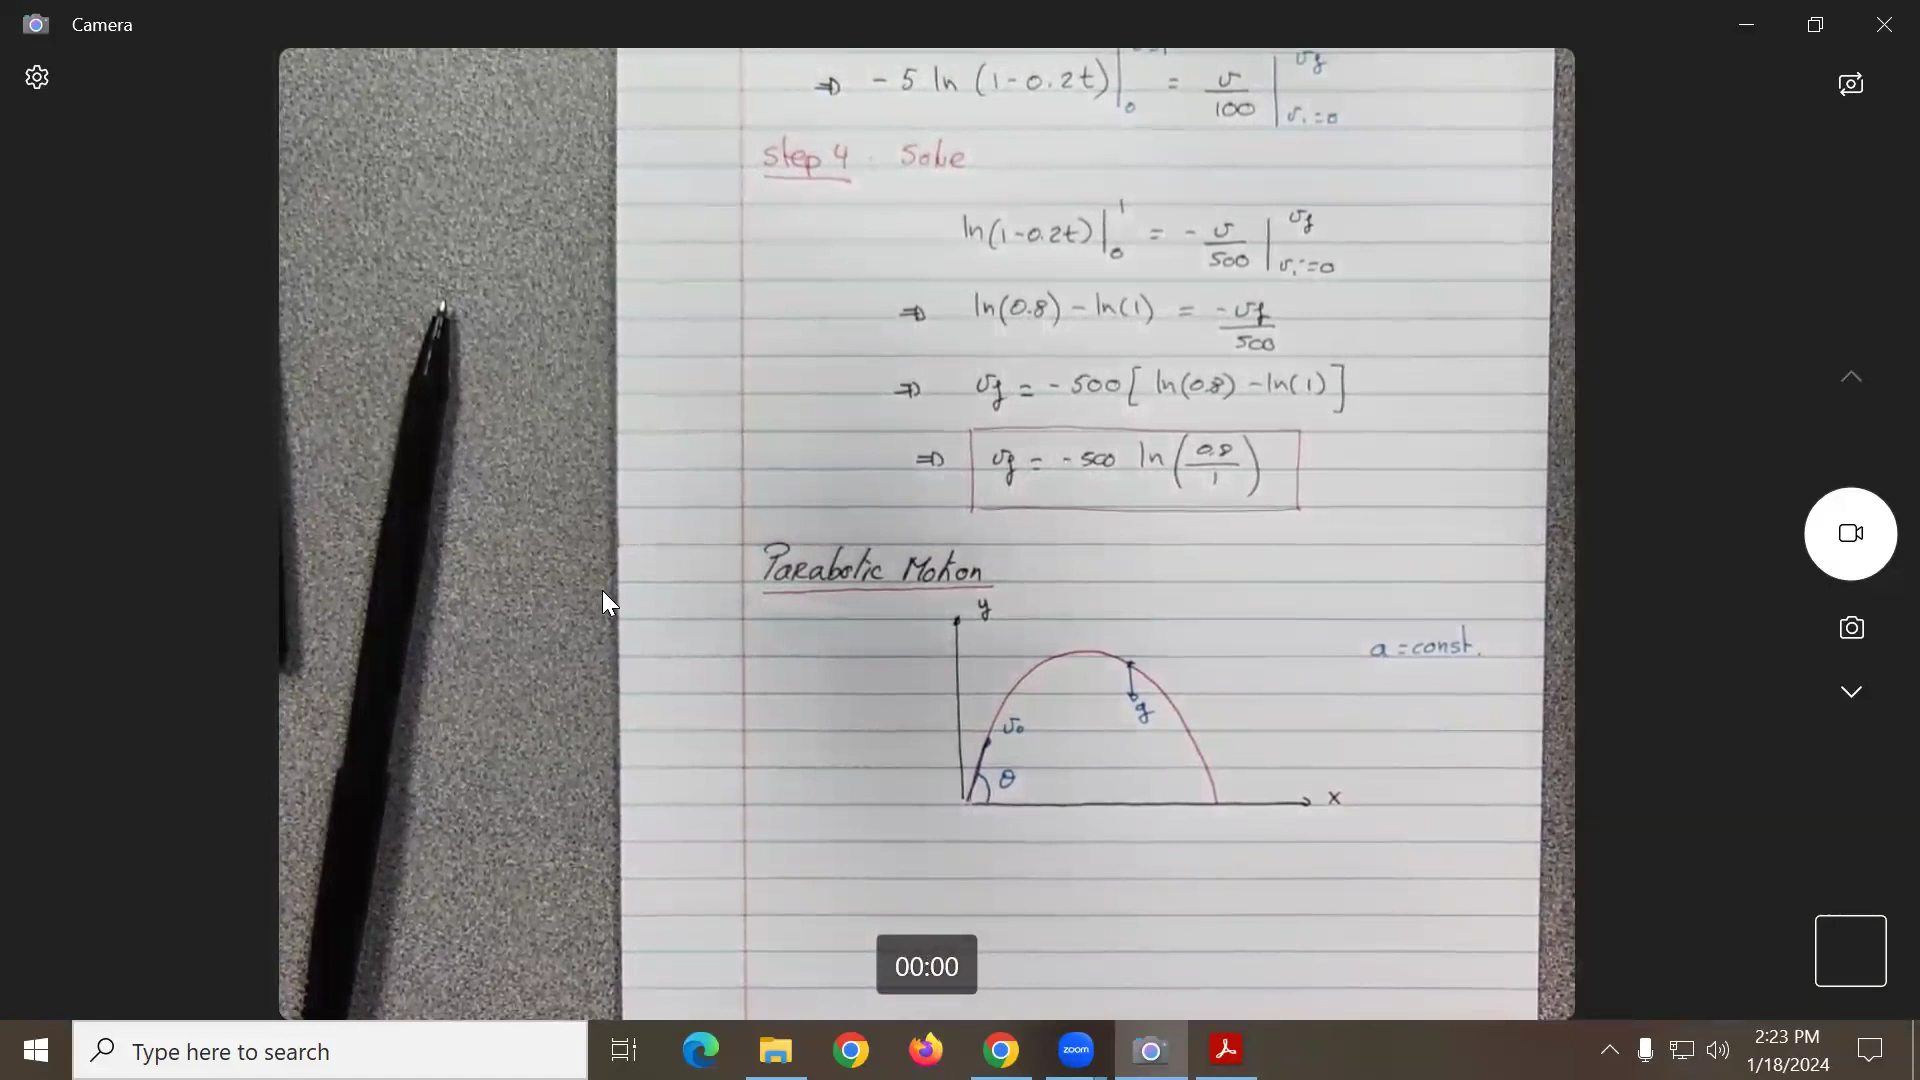 Camera
⇒ - 5 ln (1-0.2t) |₀ = v/100 | vf vi=0
Step 4. Solve
ln(1-0.2t) |₀¹ = - v/500 | vf vi=0
⇒ ln(0.8) - ln(1) = -vf/500
⇒ vf = - 500 [ ln(0.8) - ln(1) ]
⇒ vf = - 500 ln (0.8/1)
Parabolic Motion
y
a = const.
g
v₀
θ
x
00:00
Type here to search
zoom
2:23 PM
1/18/2024